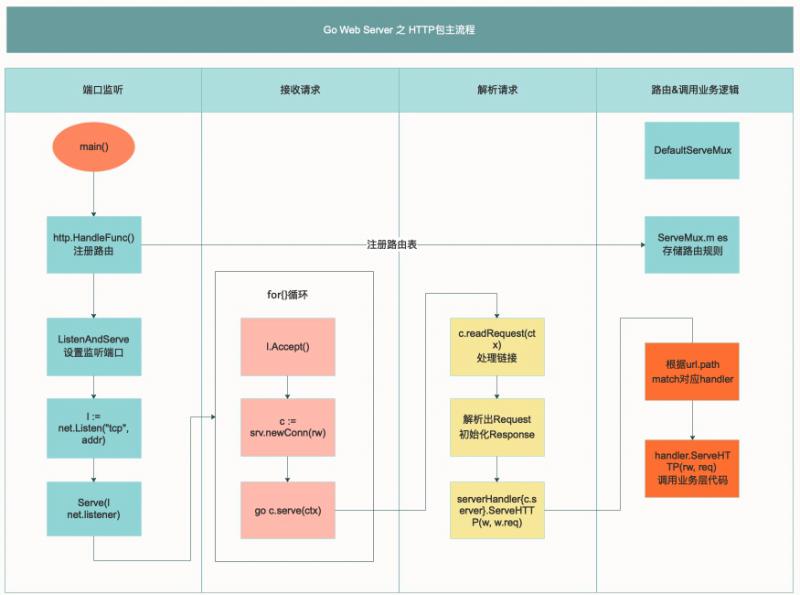 Go Web Server 之 HTTP包主流程
端口监听
接收请求
解析请求
路由&调用业务逻辑
main()
http.HandleFunc()
注册路由
ListenAndServe
设置监听端口
l :=
net.Listen("tcp",
addr)
Serve(l
net.listener)
注册路由表
for{}循环
l.Accept()
c :=
srv.newConn(rw)
go c.serve(ctx)
c.readRequest(ct
x)
处理链接
解析出Request
初始化Response
serverHandler{c.s
erver}.ServeHTT
P(w, w.req)
DefaultServeMux
ServeMux.m es
存储路由规则
根据url.path
match对应handler
handler.ServeHT
TP(rw, req)
调用业务层代码